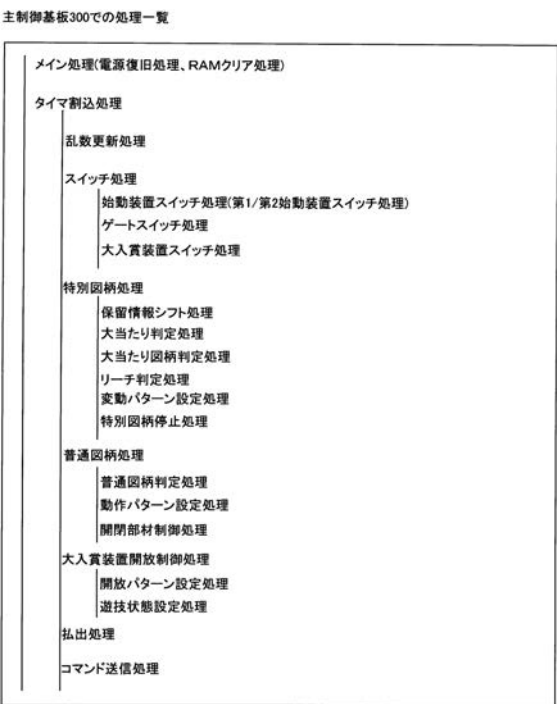 主制御基板300での処理一覧
メイン処理(電源復旧処理、RAMクリア処理)
タイマ割込処理
乱数更新処理
スイッチ処理
始動装置スイッチ処理(第1/第2始動装置スイッチ処理)
ゲートスイッチ処理
大入賞装置スイッチ処理
特別図柄処理
保留情報シフト処理
大当たり判定処理
大当たり図柄判定処理
リーチ判定処理
変動パターン設定処理
特別図柄停止処理
普通図柄処理
普通図柄判定処理
動作パターン設定処理
開閉部材制御処理
大入賞装置開放制御処理
開放パターン設定処理
遊技状態設定処理
払出処理
コマンド送信処理